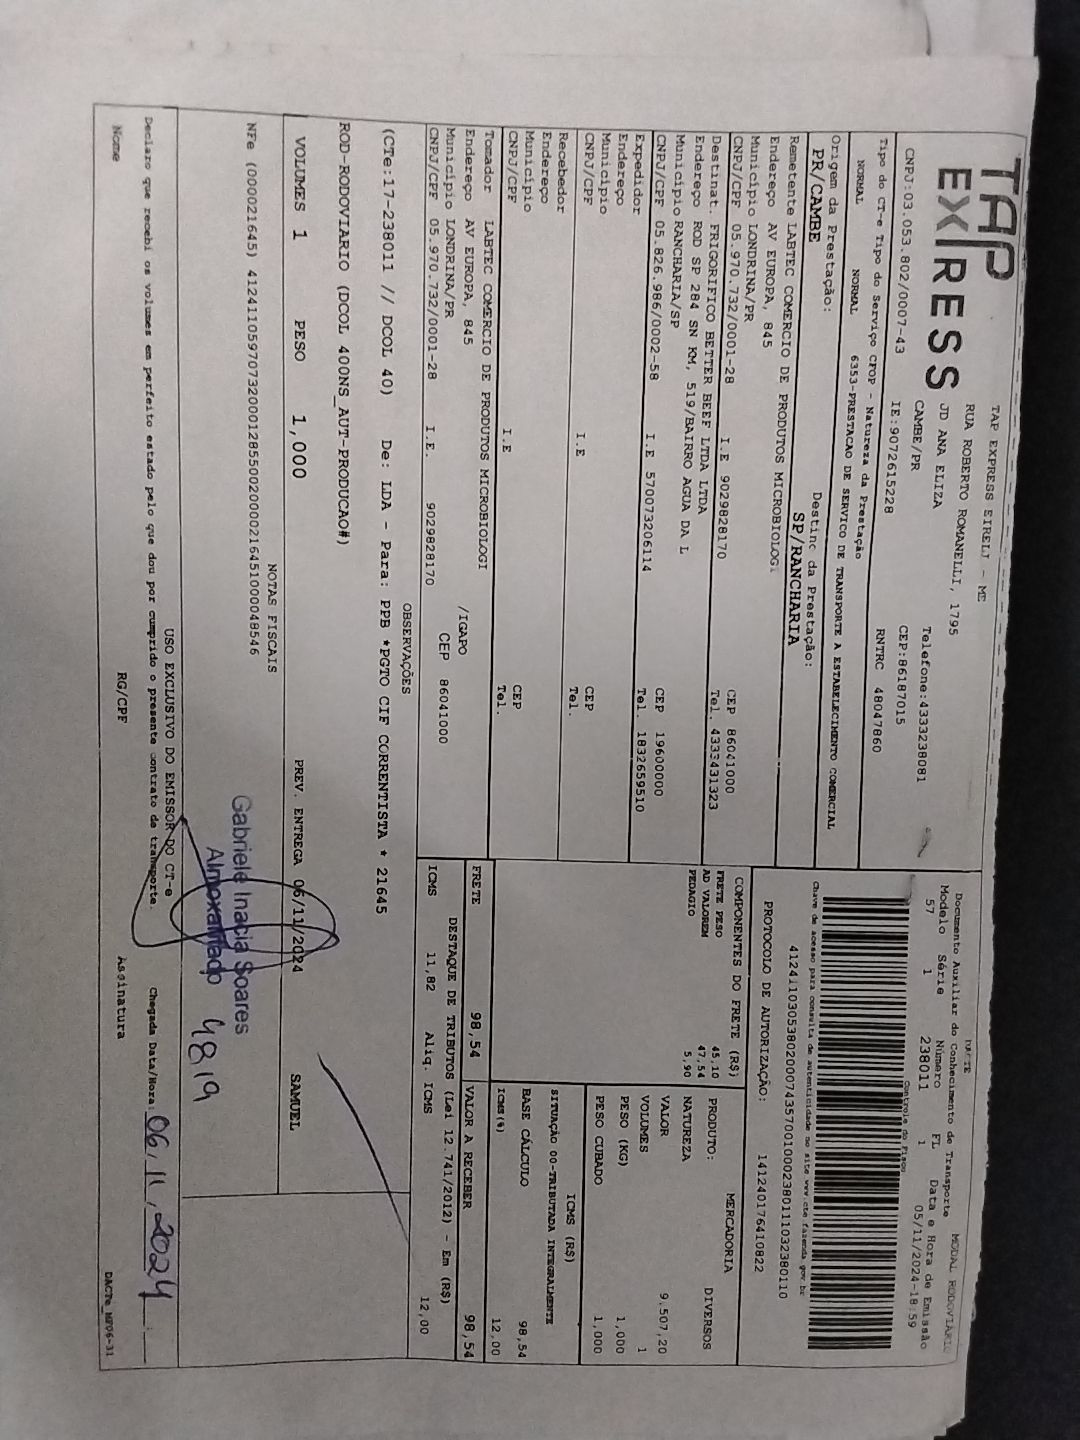 TAP
EXPRESS
TAP EXPRESS EIRELI - ME
RUA ROBERTO ROMANELLI, 1795
JD ANA ELIZA
CAMBE/PR CEP:86187015
Telefone:4333238081
CNPJ:03.053.802/0007-43 IE:9072615228 RNTRC 48047860
DACTE MODAL RODOVIÁRIO
Documento Auxiliar do Conhecimento de Transporte
Modelo Série Número FL Data e Hora de Emissão
57 1 238011 1 05/11/2024-18:59
Controle do Fisco
Chave de acesso para consulta de autenticidade no site www.cte.fazenda.gov.br
PROTOCOLO DE AUTORIZAÇÃO: 141240176410822
Tipo do CT-e Tipo do Serviço CFOP - Natureza da Prestação
NORMAL NORMAL 6353-PRESTACAO DE SERVICO DE TRANSPORTE A ESTABELECIMENTO COMERCIAL
Origem da Prestação: Destino da Prestação:
PR/CAMBE SP/RANCHARIA
Remetente LABTEC COMERCIO DE PRODUTOS MICROBIOLOGI
Endereço AV EUROPA, 845
Município LONDRINA/PR CEP 86041000
CNPJ/CPF 05.970.732/0001-28 I.E 9029828170 Tel. 4333431323
Destinat. FRIGORIFICO BETTER BEEF LTDA LTDA
Endereço ROD SP 284 SN KM, 519/BAIRRO AGUA DA L
Município RANCHARIA/SP CEP 19600000
CNPJ/CPF 05.826.986/0002-58 I.E 570073206114 Tel. 1832659510
Expedidor
Endereço
Município CEP
CNPJ/CPF I.E Tel.
Recebedor
Endereço
Município CEP
CNPJ/CPF I.E Tel.
Tomador LABTEC COMERCIO DE PRODUTOS MICROBIOLOGI
Endereço AV EUROPA, 845 /IGAPO
Município LONDRINA/PR CEP 86041000
CNPJ/CPF 05.970.732/0001-28 I.E. 9029828170
COMPONENTES DO FRETE (R$)
FRETE PESO 45,10
AD VALOREM 47,54
PEDAGIO 5,90
MERCADORIA
PRODUTO: DIVERSOS
NATUREZA
VALOR 9.507,20
VOLUMES 1
PESO (KG) 1,000
PESO CUBADO 1,000
ICMS (R$)
SITUAÇÃO 00-TRIBUTADA INTEGRALMENTE
BASE CÁLCULO 98,54
ICMS(%) 12,00
FRETE 98,54 VALOR A RECEBER 98,54
DESTAQUE DE TRIBUTOS (Lei 12.741/2012) - Em (R$)
ICMS 11,82 Aliq. ICMS 12,00
OBSERVAÇÕES
(CTe:17-238011 // DCOL 40) De: LDA - Para: PPB *PGTO CIF CORRENTISTA * 21645
ROD-RODOVIARIO (DCOL 400NS_AUT-PRODUCAO#)
VOLUMES 1 PESO 1,000 PREV. ENTREGA 06/11/2024 SAMUEL
NOTAS FISCAIS
NFe (000021645) 41241105970732000128550020000216451000048546
Gabriele Inacia Soares
Almoxarifado 4819
USO EXCLUSIVO DO EMISSOR DO CT-e
Declaro que recebi os volumes em perfeito estado pelo que dou por cumprido o presente contrato de transporte. Chegada Data/Hora: 06, 11, 2024
Nome RG/CPF Assinatura DACTe_MP06-31